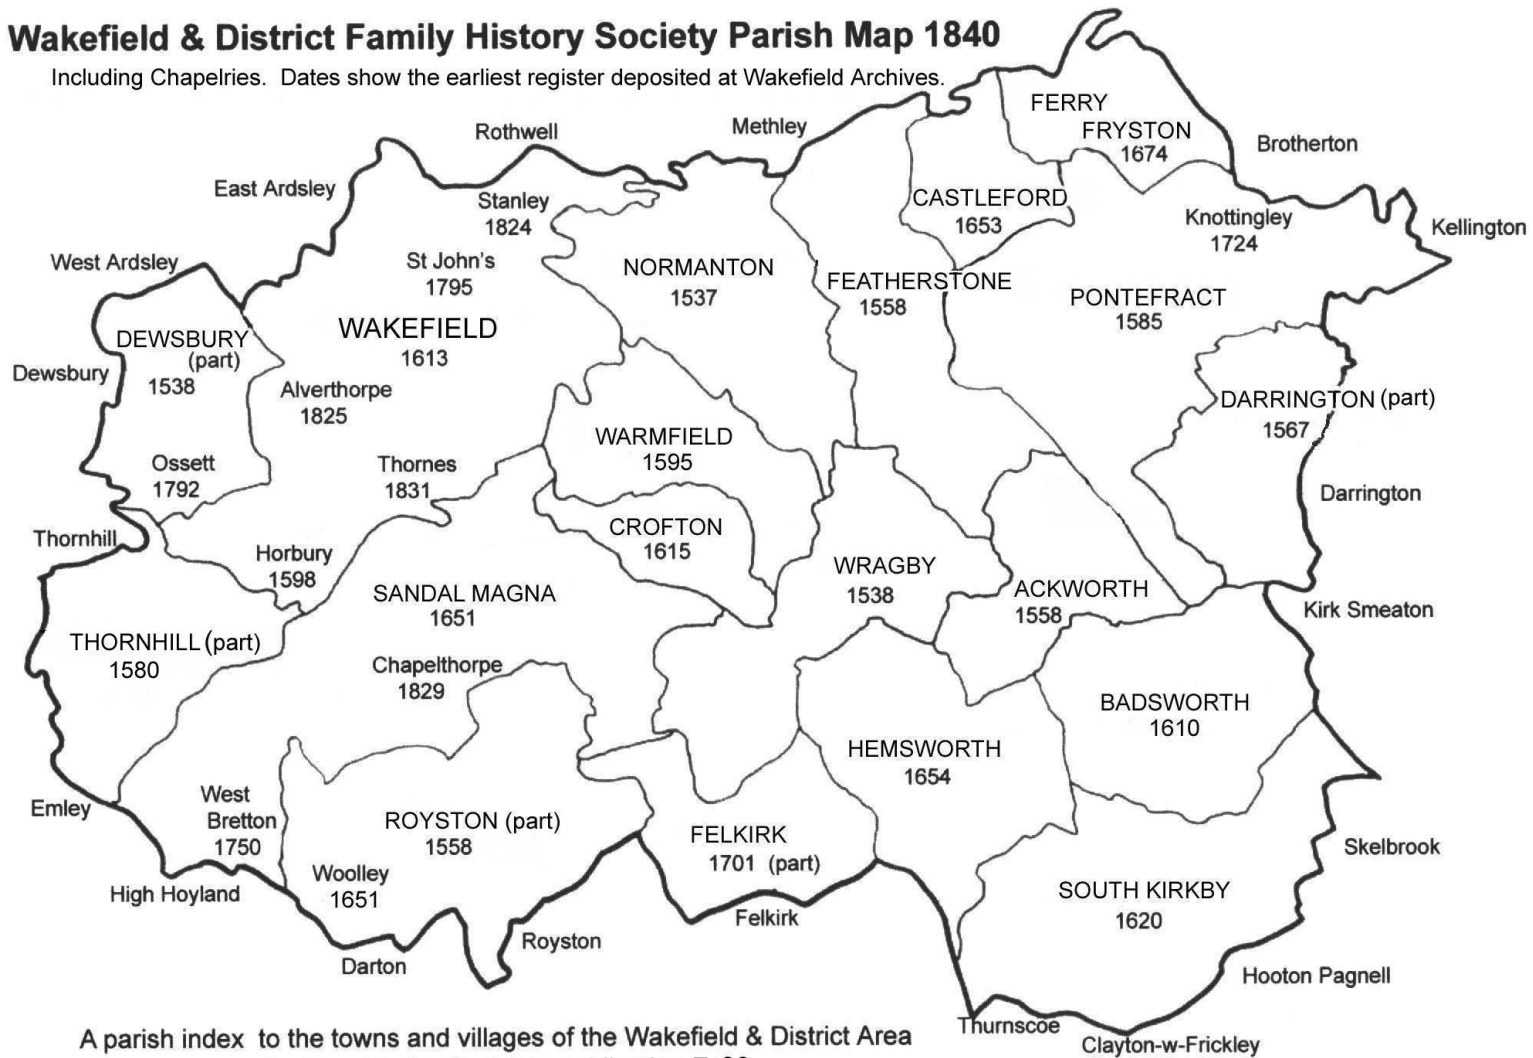 Wakefield & District Family History Society Parish Map 1840
Including Chapelries. Dates show the earliest register deposited at Wakefield Archives.
FERRY
FRYSTON
1674
Rothwell
Methley
Brotherton
East Ardsley
Stanley
1824
CASTLEFORD
1653
Knottingley
1724
Kellington
West Ardsley
St John's
1795
NORMANTON
1537
FEATHERSTONE
1558
PONTEFRACT
1585
DEWSBURY
(part)
1538
WAKEFIELD
1613
Dewsbury
Alverthorpe
1825
DARRINGTON (part)
1567
WARMFIELD
1595
Ossett
1792
Thornes
1831
Darrington
Thornhill
CROFTON
1615
Horbury
1598
WRAGBY
1538
SANDAL MAGNA
1651
ACKWORTH
1558
Kirk Smeaton
THORNHILL (part)
1580
Chapelthorpe
1829
BADSWORTH
1610
HEMSWORTH
1654
Emley
West
Bretton
1750
ROYSTON (part)
1558
FELKIRK
1701 (part)
Skelbrook
High Hoyland
Woolley
1651
SOUTH KIRKBY
1620
Felkirk
Royston
Darton
Hooton Pagnell
Thurnscoe
Clayton-w-Frickley
A parish index to the towns and villages of the Wakefield & District Area